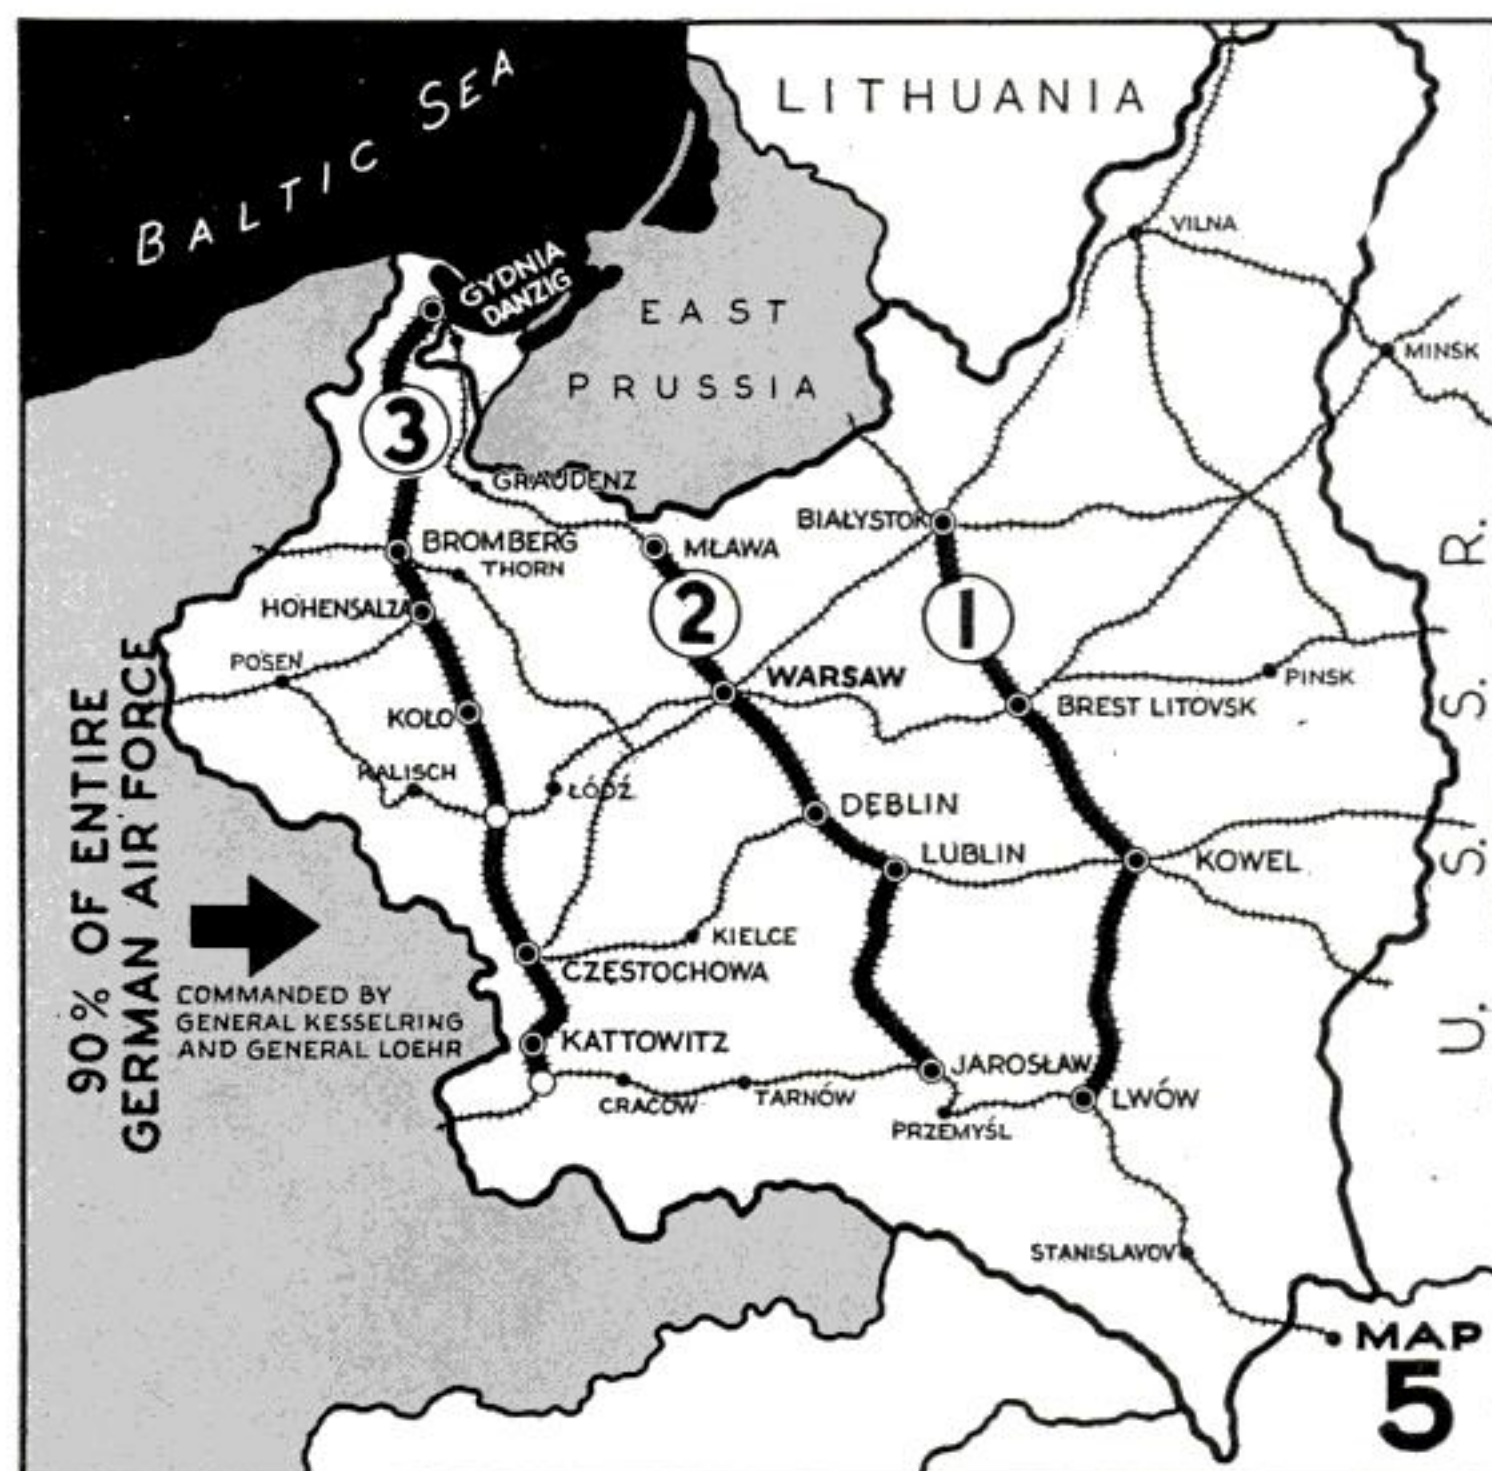 BALTIC SEA
LITHUANIA
VILNA
GYDNIA
DANZIG
EAST
PRUSSIA
MINSK
3
GRAUDENZ
BROMBERG
THORN
MŁAWA
BIAŁYSTOK
HOHENSALZA
2
1
POSEN
WARSAW
PINSK
KOŁO
BREST LITOVSK
KALISCH
ŁÓDŹ
DĘBLIN
LUBLIN
KOWEL
U. S. S. R.
90% OF ENTIRE
GERMAN AIR FORCE
COMMANDED BY
GENERAL KESSELRING
AND GENERAL LOEHR
KIELCE
CZĘSTOCHOWA
KATTOWITZ
JAROSŁAW
CRACOW
TARNÓW
LWÓW
PRZEMYŚL
STANISLAVOV
MAP
5